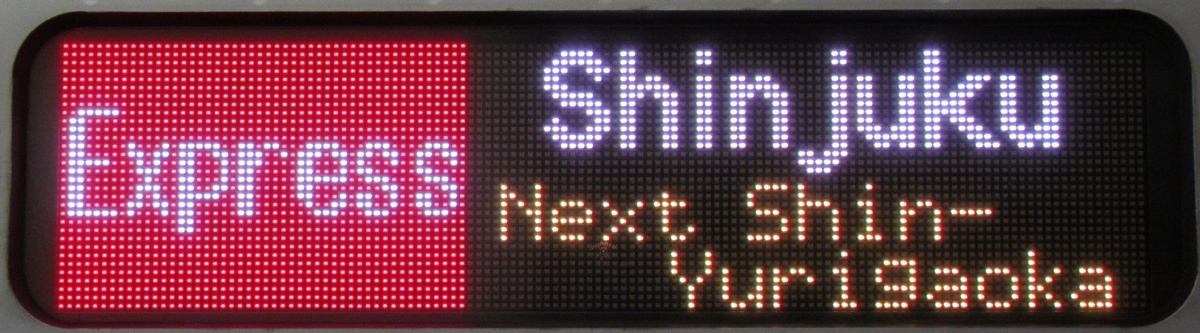 Express
Shinjuku
Next Shin-
Yurigaoka